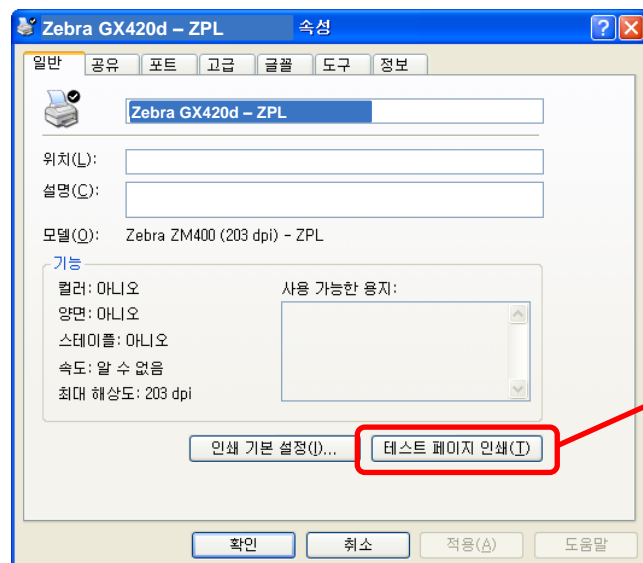 Zebra GX420d – ZPL 속성
일반 공유 포트 고급 글꼴 도구 정보
Zebra GX420d – ZPL
위치(L):
설명(C):
모델(O): Zebra ZM400 (203 dpi) – ZPL
기능
컬러: 아니오 사용 가능한 용지:
양면: 아니오
스테이플: 아니오
속도: 알 수 없음
최대 해상도: 203 dpi
인쇄 기본 설정(I)... 테스트 페이지 인쇄(T)
확인 취소 적용(A) 도움말